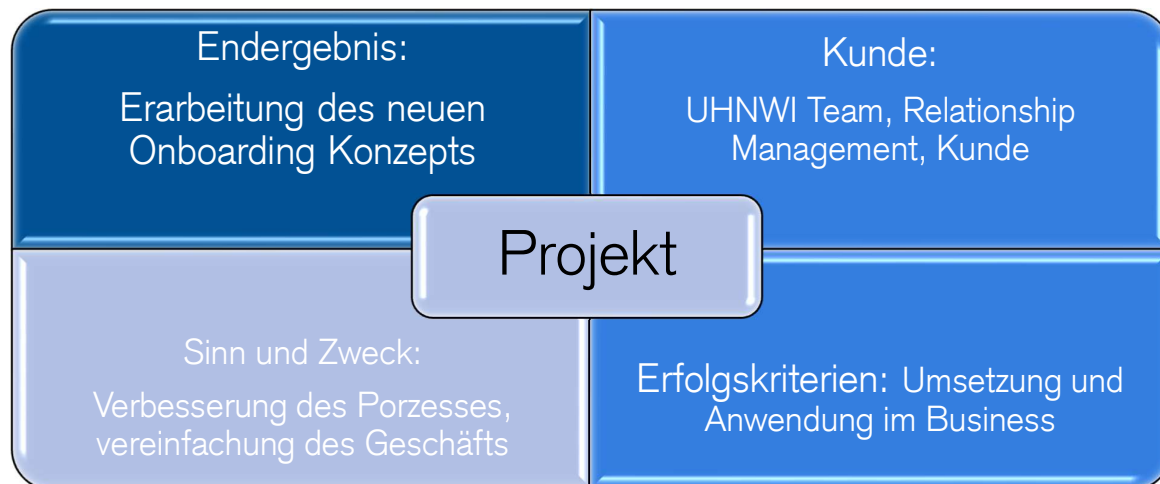 Endergebnis:
Erarbeitung des neuen
Onboarding Konzepts
Kunde:
UHNWI Team, Relationship
Management, Kunde
Projekt
Sinn und Zweck:
Verbesserung des Porzesses,
vereinfachung des Geschäfts
Erfolgskriterien: Umsetzung und
Anwendung im Business